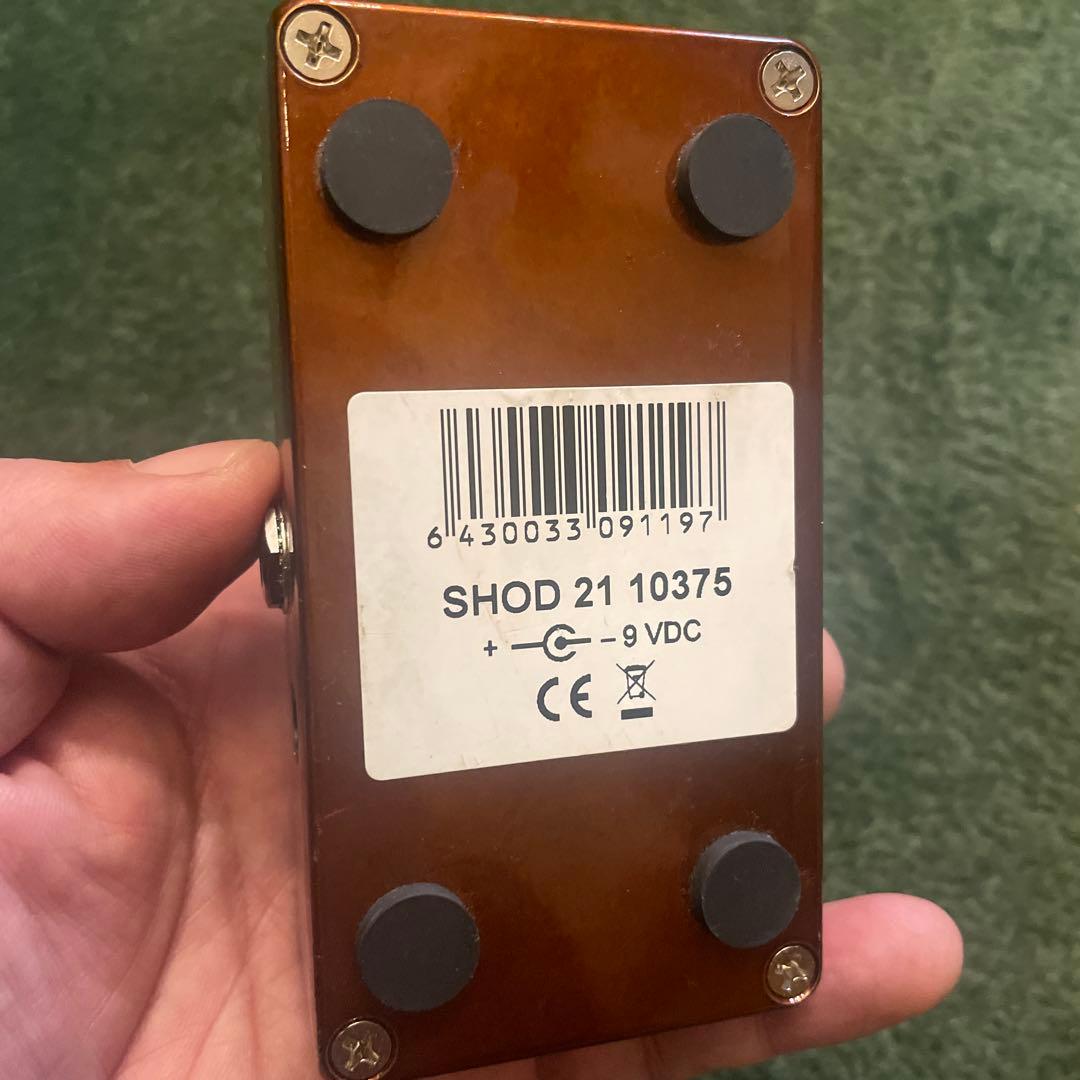 6 430033 091197
SHOD 21 10375
+ – 9 VDC
CE